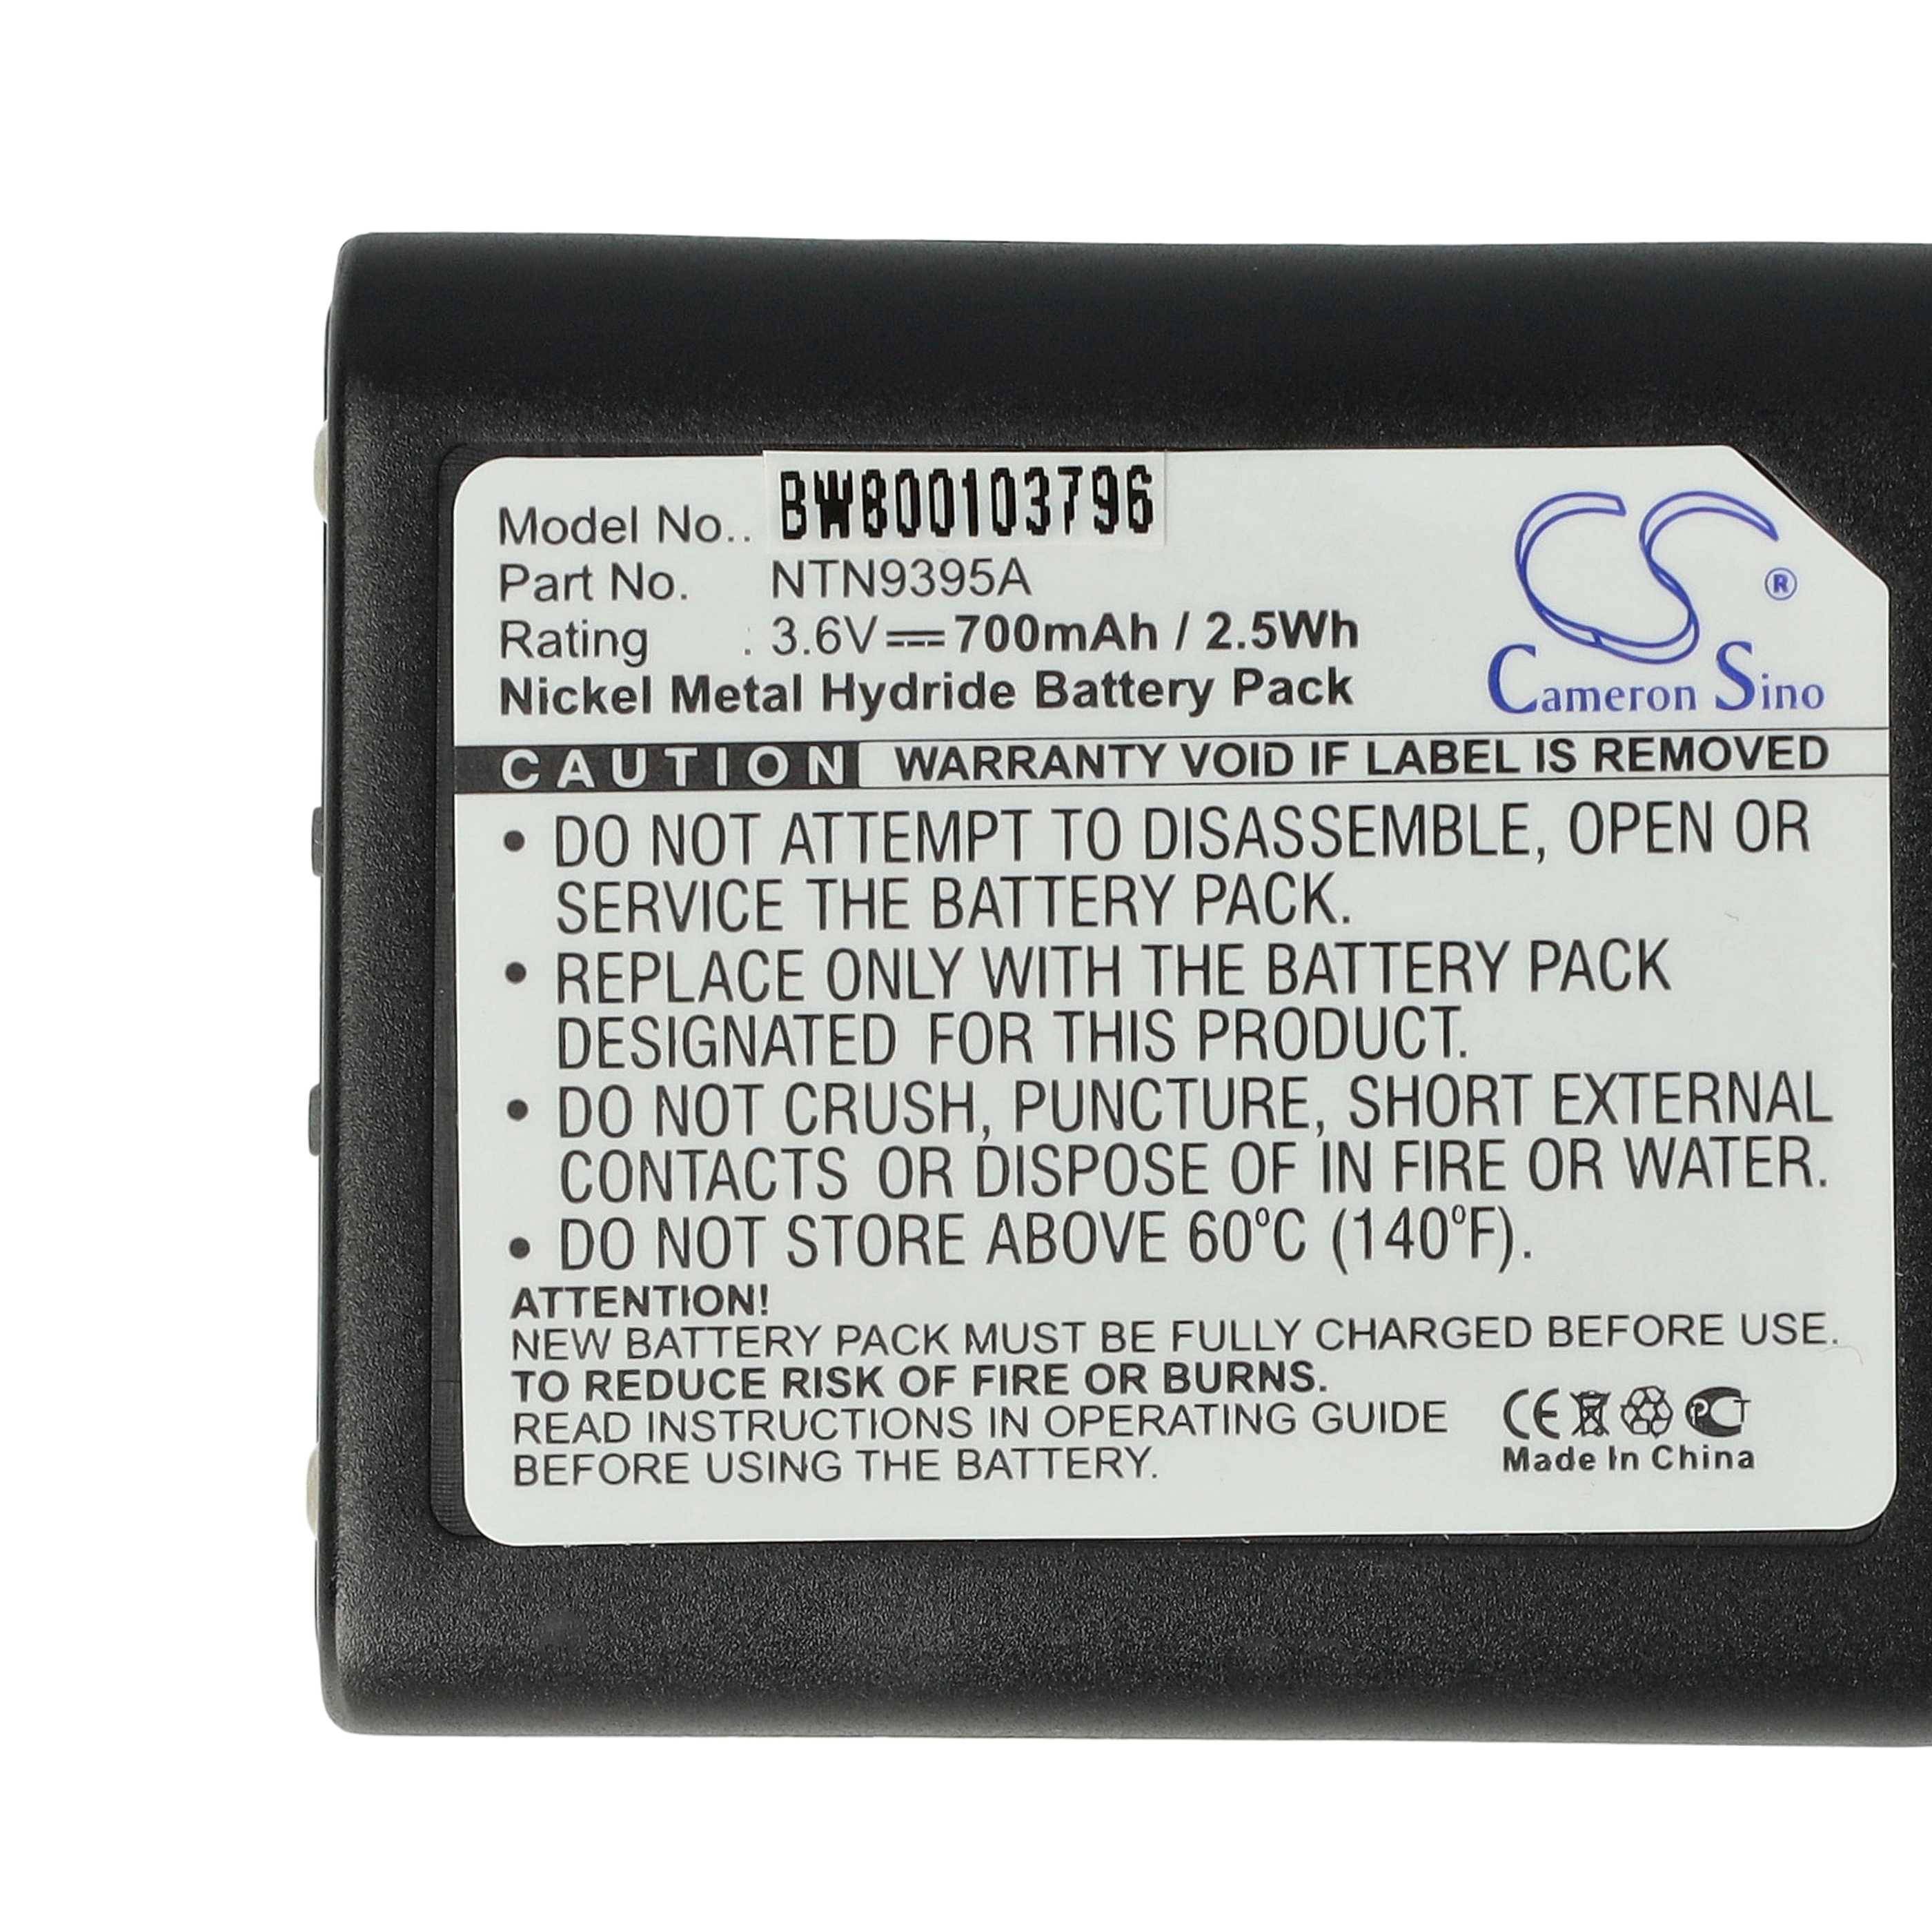 Model No.. BW800103796
Part No. NTN9395A
Rating : 3.6V⎓700mAh / 2.5Wh
Nickel Metal Hydride Battery Pack
CS ®
Cameron Sino
CAUTION WARRANTY VOID IF LABEL IS REMOVED
• DO NOT ATTEMPT TO DISASSEMBLE, OPEN OR
SERVICE THE BATTERY PACK.
• REPLACE ONLY WITH THE BATTERY PACK
DESIGNATED FOR THIS PRODUCT.
• DO NOT CRUSH, PUNCTURE, SHORT EXTERNAL
CONTACTS OR DISPOSE OF IN FIRE OR WATER.
• DO NOT STORE ABOVE 60°C (140°F).
ATTENTION!
NEW BATTERY PACK MUST BE FULLY CHARGED BEFORE USE.
TO REDUCE RISK OF FIRE OR BURNS.
READ INSTRUCTIONS IN OPERATING GUIDE
BEFORE USING THE BATTERY.
CE PCT
Made In China